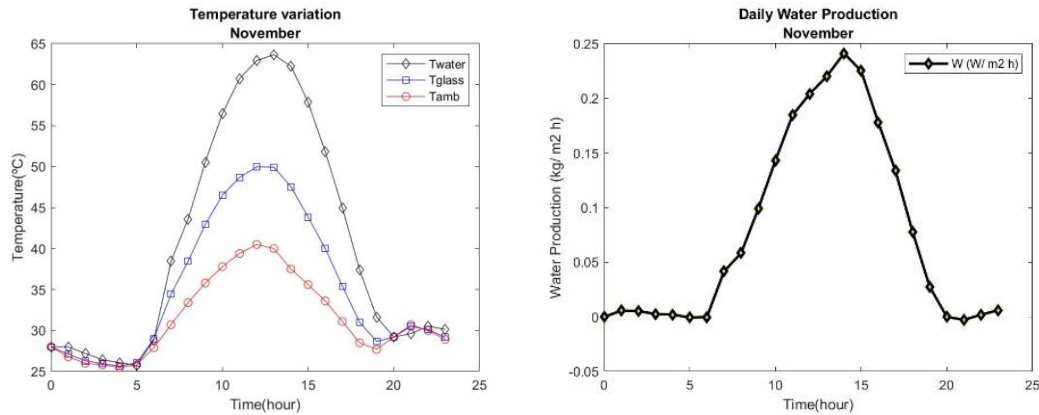 Temperature variation
November
65
60
55
50
45
40
35
30
25
0
5
10
15
20
25
Temperature(ºC)
Time(hour)
Twater
Tglass
Tamb
Daily Water Production
November
0.25
0.2
0.15
0.1
0.05
0
-0.05
0
5
10
15
20
25
Water Production (kg/ m2 h)
Time(hour)
W (W/ m2 h)